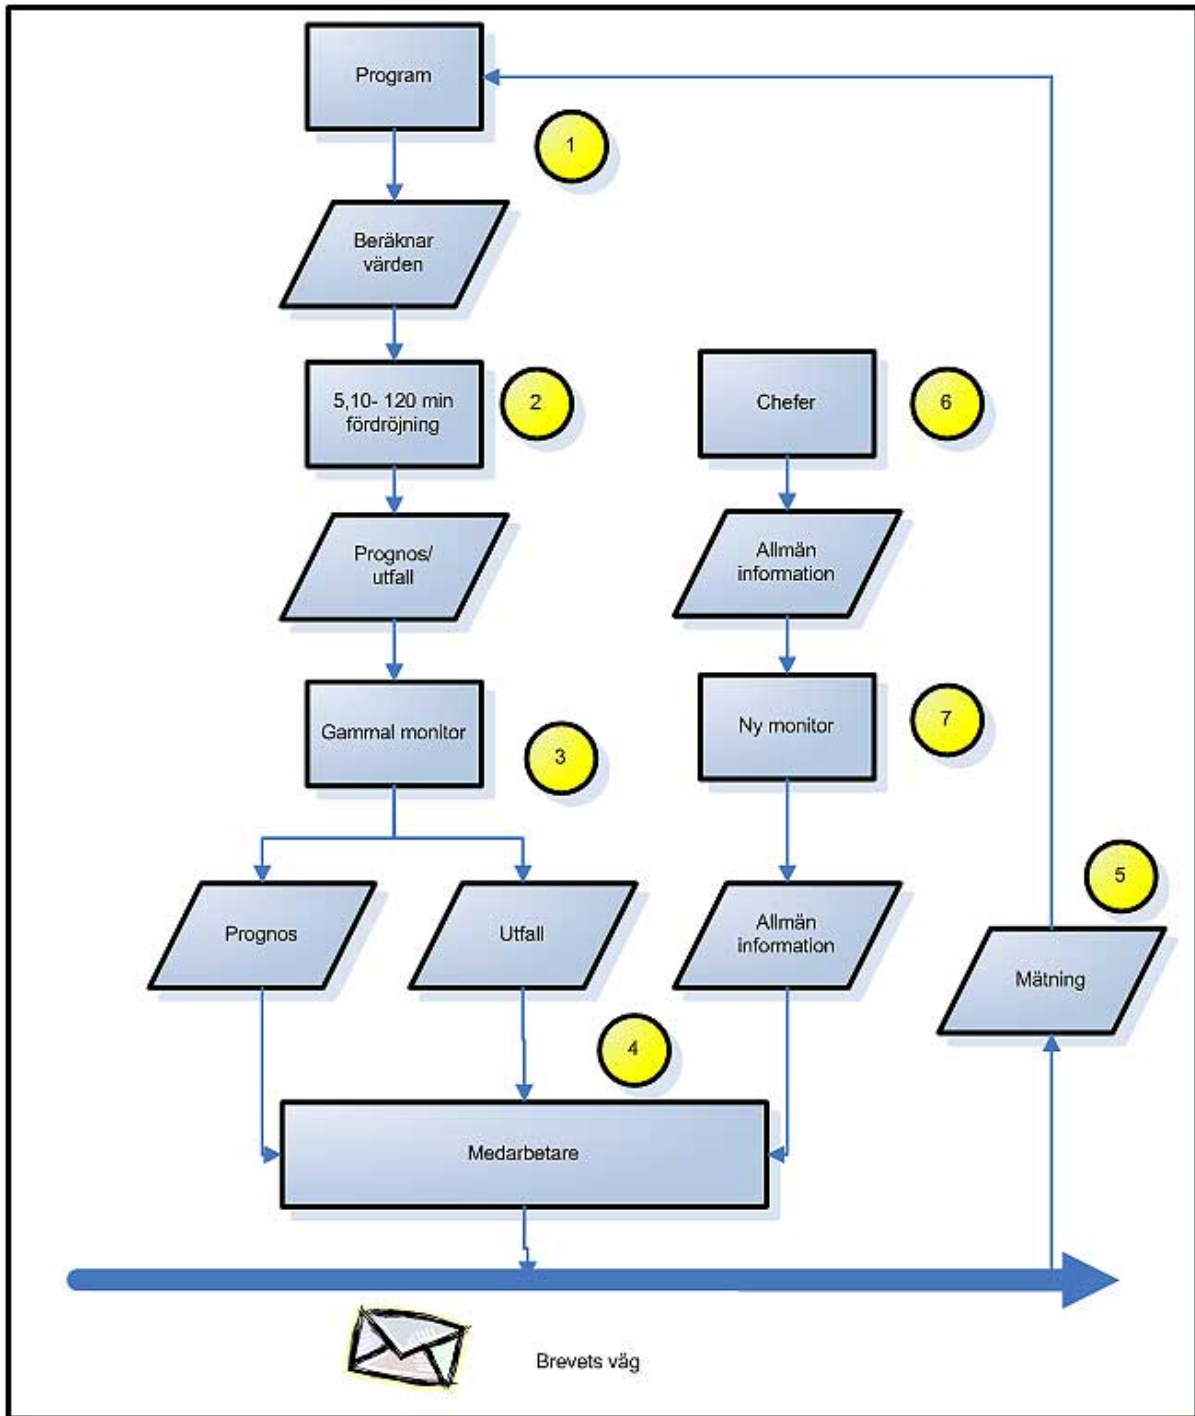 Program
1
Beräknar
värden
5,10- 120 min
fördröjning
2
Chefer
6
Prognos/
utfall
Allmän
information
Gammal monitor
3
Ny monitor
7
Prognos
Utfall
Allmän
information
5
Mätning
4
Medarbetare
Brevets väg